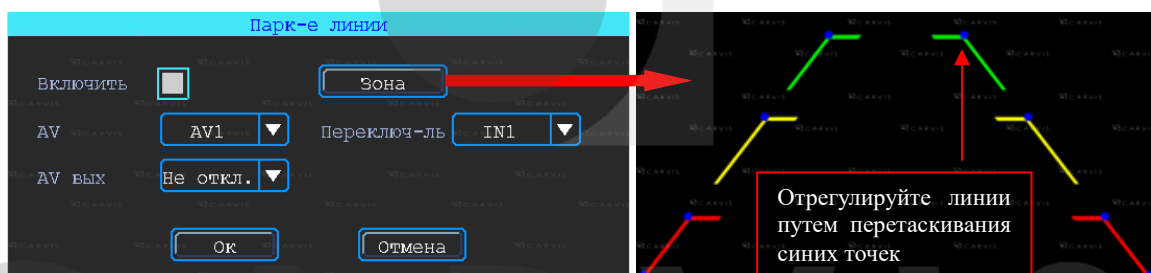 Парк-е линии
Включить
Зона
AV
AV1
Переключ-ль
IN1
AV вых
Не откл.
Ок
Отмена
Отрегулируйте линии
путем перетаскивания
синих точек
CARVIS